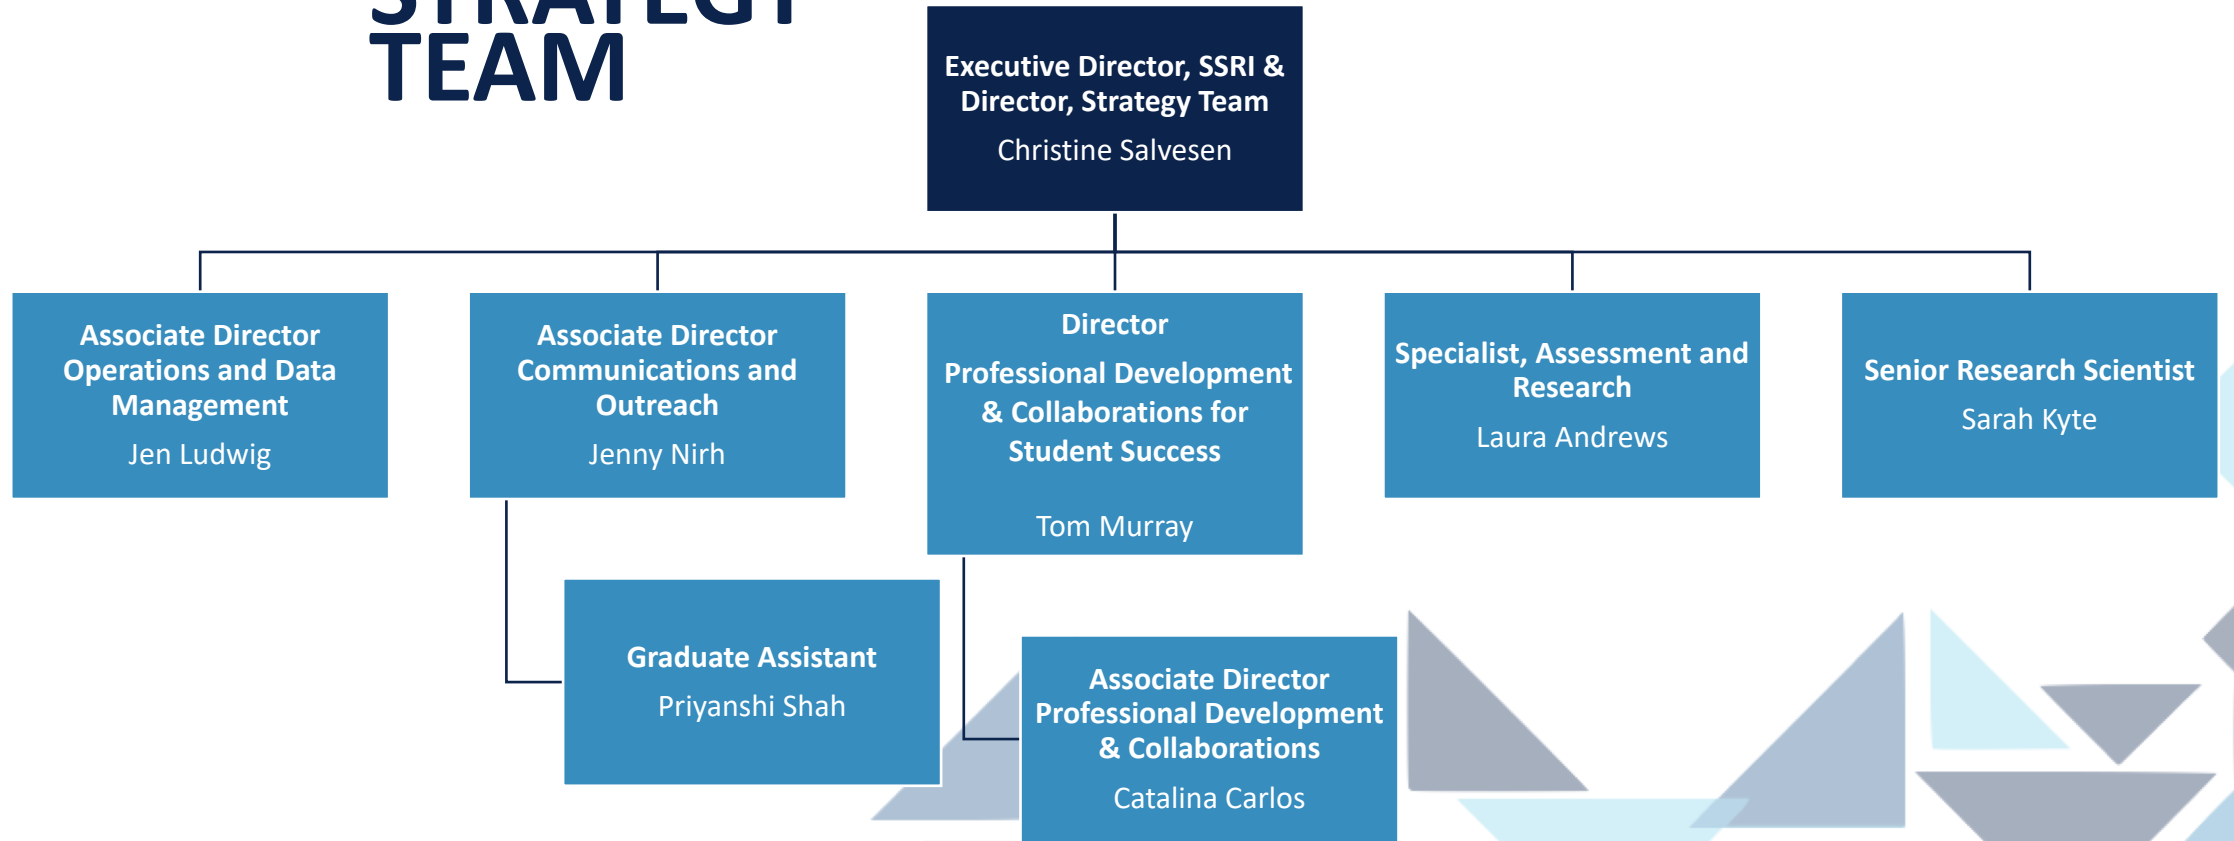 STRATEGY
TEAM
Executive Director, SSRI &
Director, Strategy Team
Christine Salvesen
Associate Director
Operations and Data
Management
Jen Ludwig
Associate Director
Communications and
Outreach
Jenny Nirh
Director
Professional Development
& Collaborations for
Student Success
Tom Murray
Specialist, Assessment and
Research
Laura Andrews
Senior Research Scientist
Sarah Kyte
Graduate Assistant
Priyanshi Shah
Associate Director
Professional Development
& Collaborations
Catalina Carlos